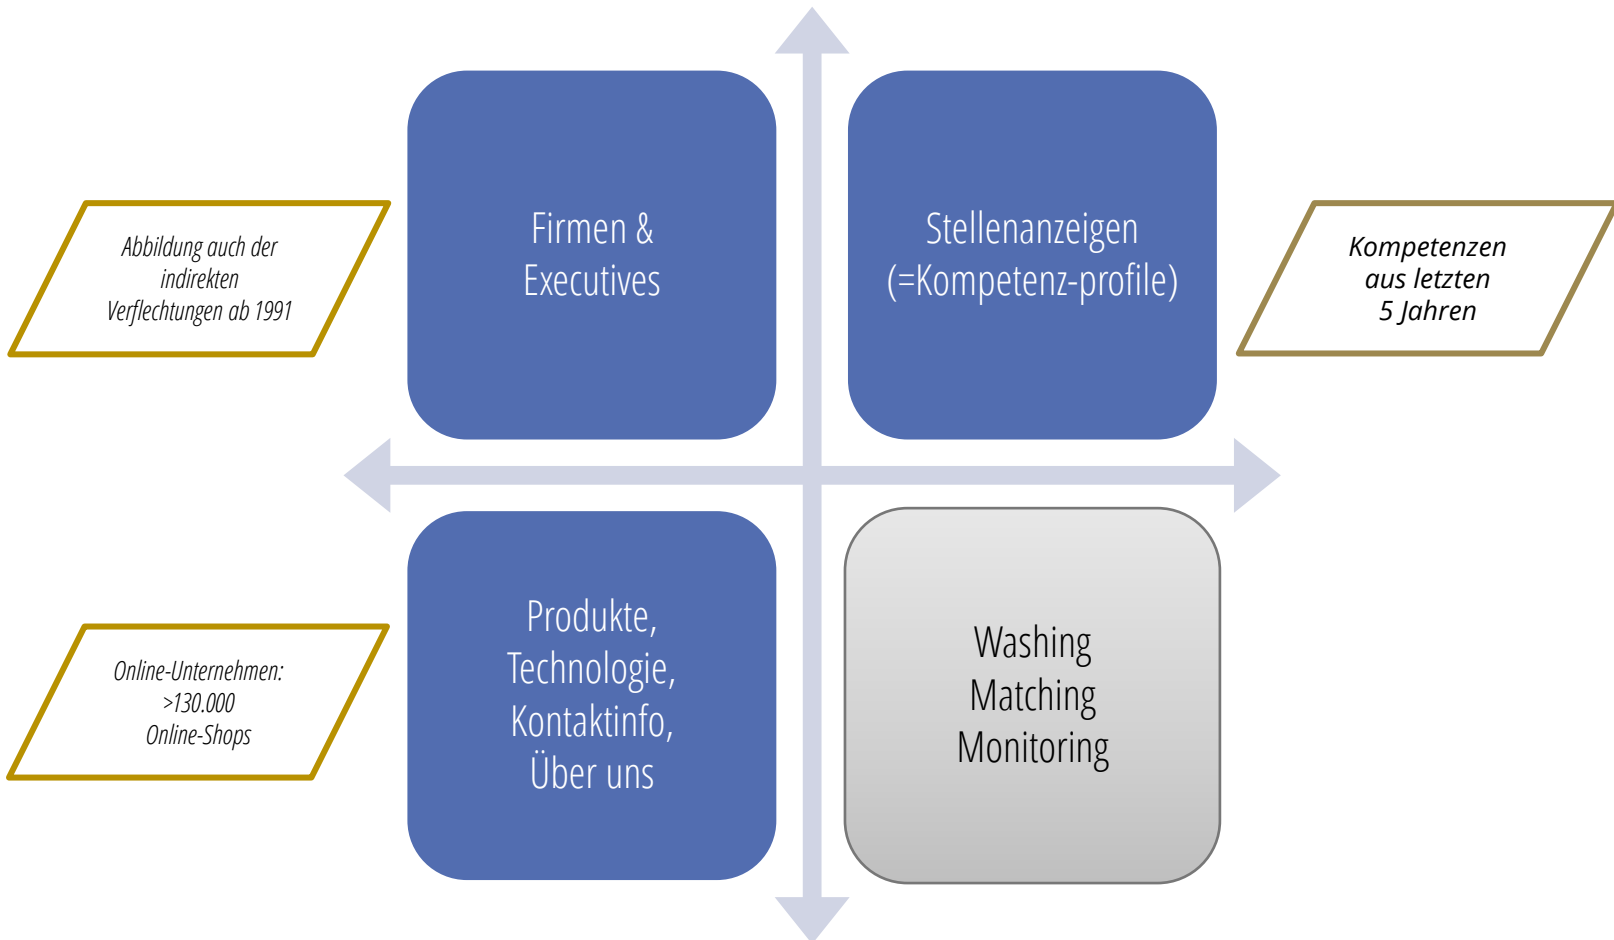 Firmen &
Executives
Stellenanzeigen
(=Kompetenz-profile)
Abbildung auch der
indirekten
Verflechtungen ab 1991
Kompetenzen
aus letzten
5 Jahren
Produkte,
Technologie,
Kontaktinfo,
Über uns
Washing
Matching
Monitoring
Online-Unternehmen:
>130.000
Online-Shops